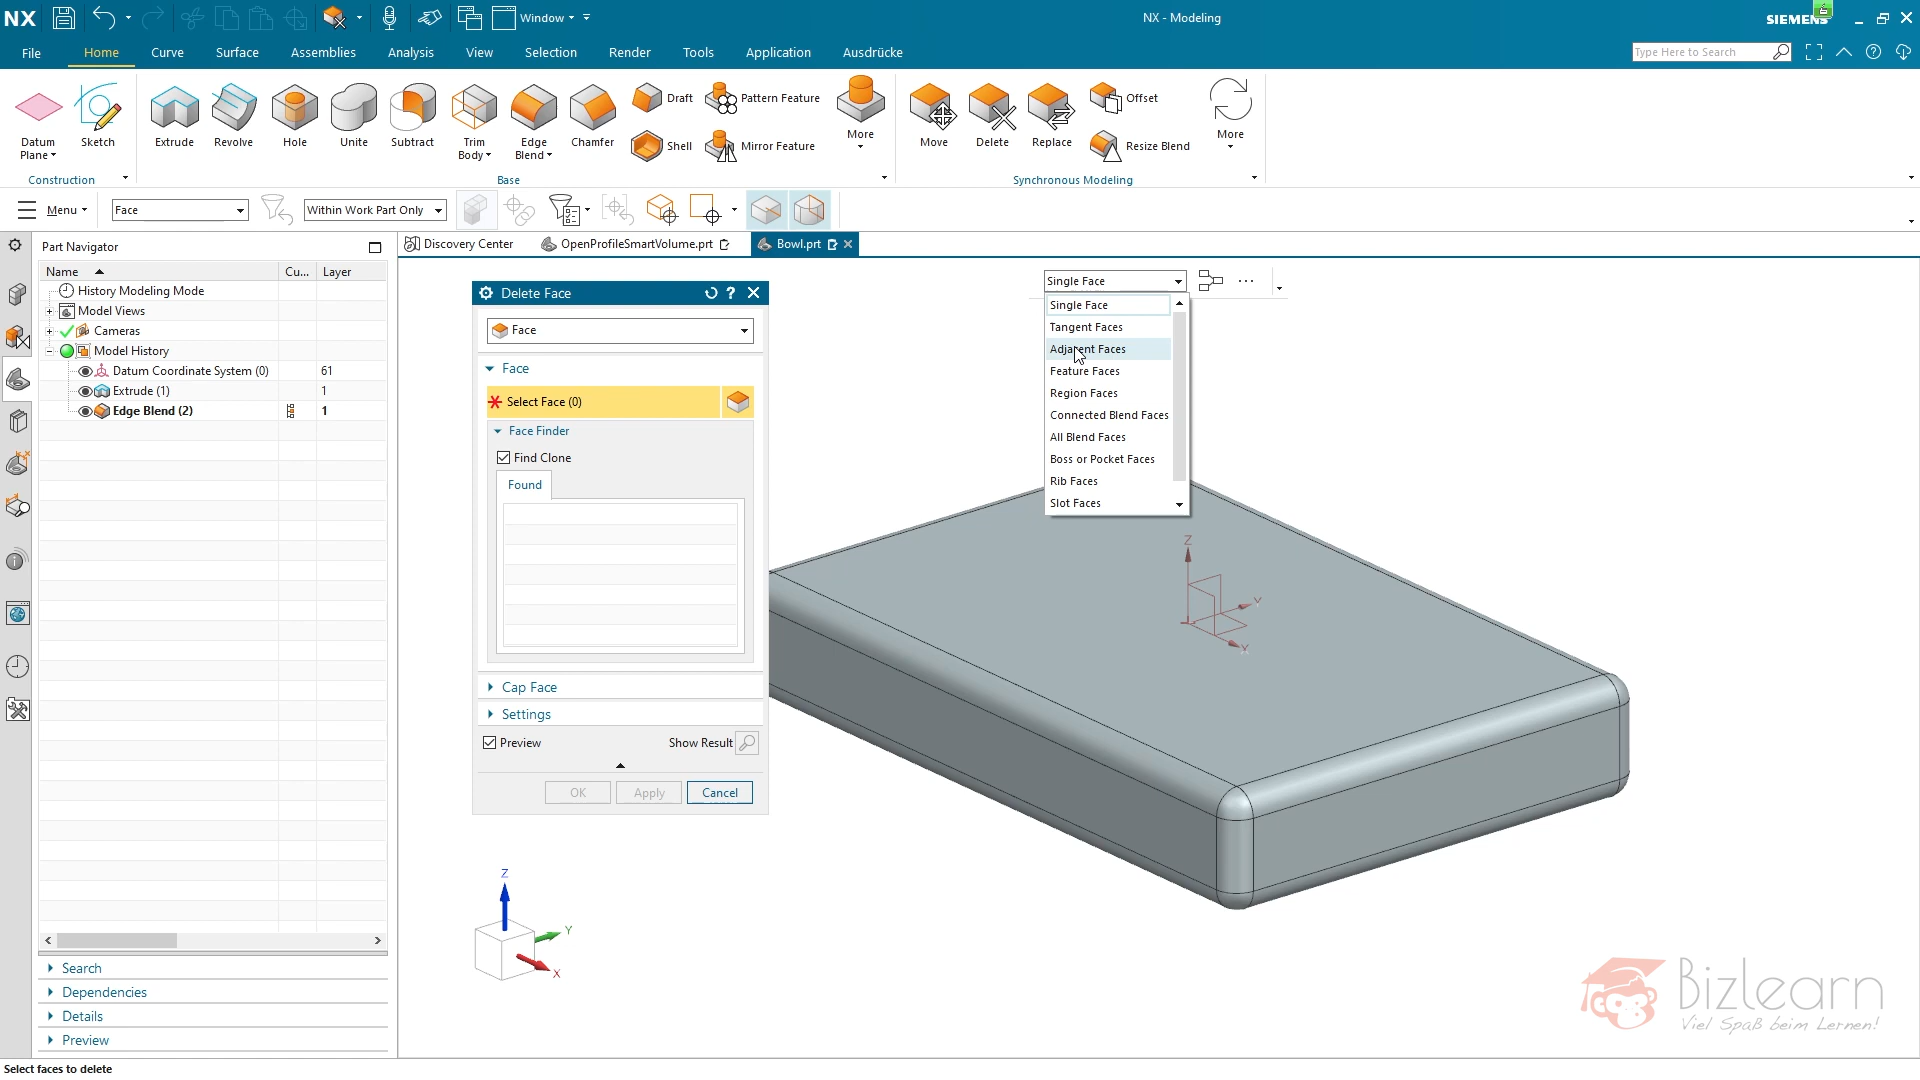 NX
Window
NX - Modeling
SIEMENS
File
Home
Curve
Surface
Assemblies
Analysis
View
Selection
Render
Tools
Application
Ausdrücke
Type Here to Search
Datum
Plane
Sketch
Extrude
Revolve
Hole
Unite
Subtract
Trim
Body
Edge
Blend
Chamfer
Draft
Shell
Pattern Feature
Mirror Feature
More
Move
Delete
Replace
Offset
Resize Blend
More
Construction
Base
Synchronous Modeling
Menu
Face
Within Work Part Only
Part Navigator
Discovery Center
OpenProfileSmartVolume.prt
Bowl.prt
Name
Cu...
Layer
History Modeling Mode
Model Views
Cameras
Model History
Datum Coordinate System (0)
61
Extrude (1)
1
Edge Blend (2)
1
Search
Dependencies
Details
Preview
Delete Face
Face
Face
Select Face (0)
Face Finder
Find Clone
Found
Cap Face
Settings
Preview
Show Result
OK
Apply
Cancel
Single Face
Single Face
Tangent Faces
Adjacent Faces
Feature Faces
Region Faces
Connected Blend Faces
All Blend Faces
Boss or Pocket Faces
Rib Faces
Slot Faces
Z
Y
Z
Y
X
Bizlearn
Viel Spaß beim Lernen!
Select faces to delete